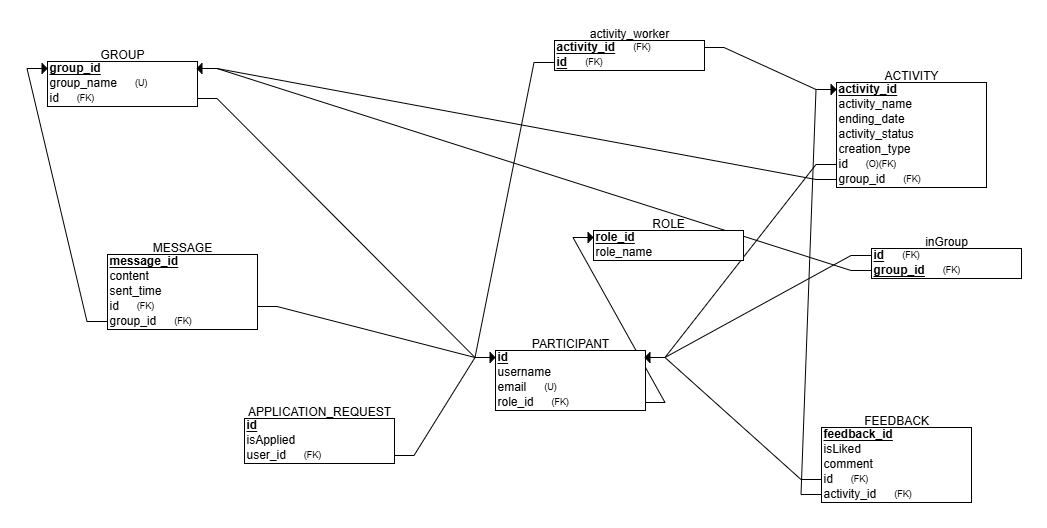 GROUP
group_id
group_name (U)
id (FK)
activity_worker
activity_id (FK)
id (FK)
ACTIVITY
activity_id
activity_name
ending_date
activity_status
creation_type
id (O)(FK)
group_id (FK)
ROLE
role_id
role_name
inGroup
id (FK)
group_id (FK)
MESSAGE
message_id
content
sent_time
id (FK)
group_id (FK)
PARTICIPANT
id
username
email (U)
role_id (FK)
APPLICATION_REQUEST
id
isApplied
user_id (FK)
FEEDBACK
feedback_id
isLiked
comment
id (FK)
activity_id (FK)